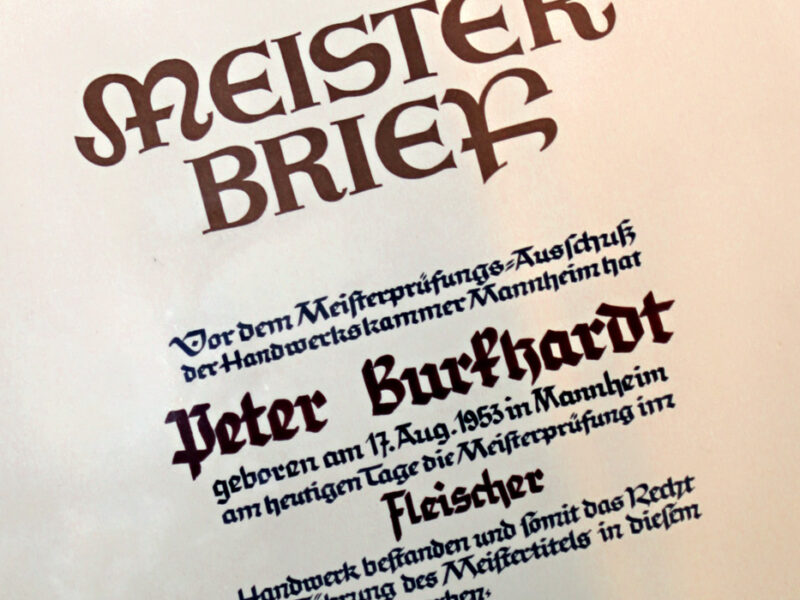 MEISTER
BRIEF
Vor dem Meiſterprüfungs-Ausſchuß
der Handwerkskammer Mannheim hat
Peter Burkhardt
geboren am 17. Aug. 1953 in Mannheim
am heutigen Tage die Meiſterprüfung im
Fleischer
Handwerk beſtanden und ſomit das Recht
des Meiſtertitels in dieſem